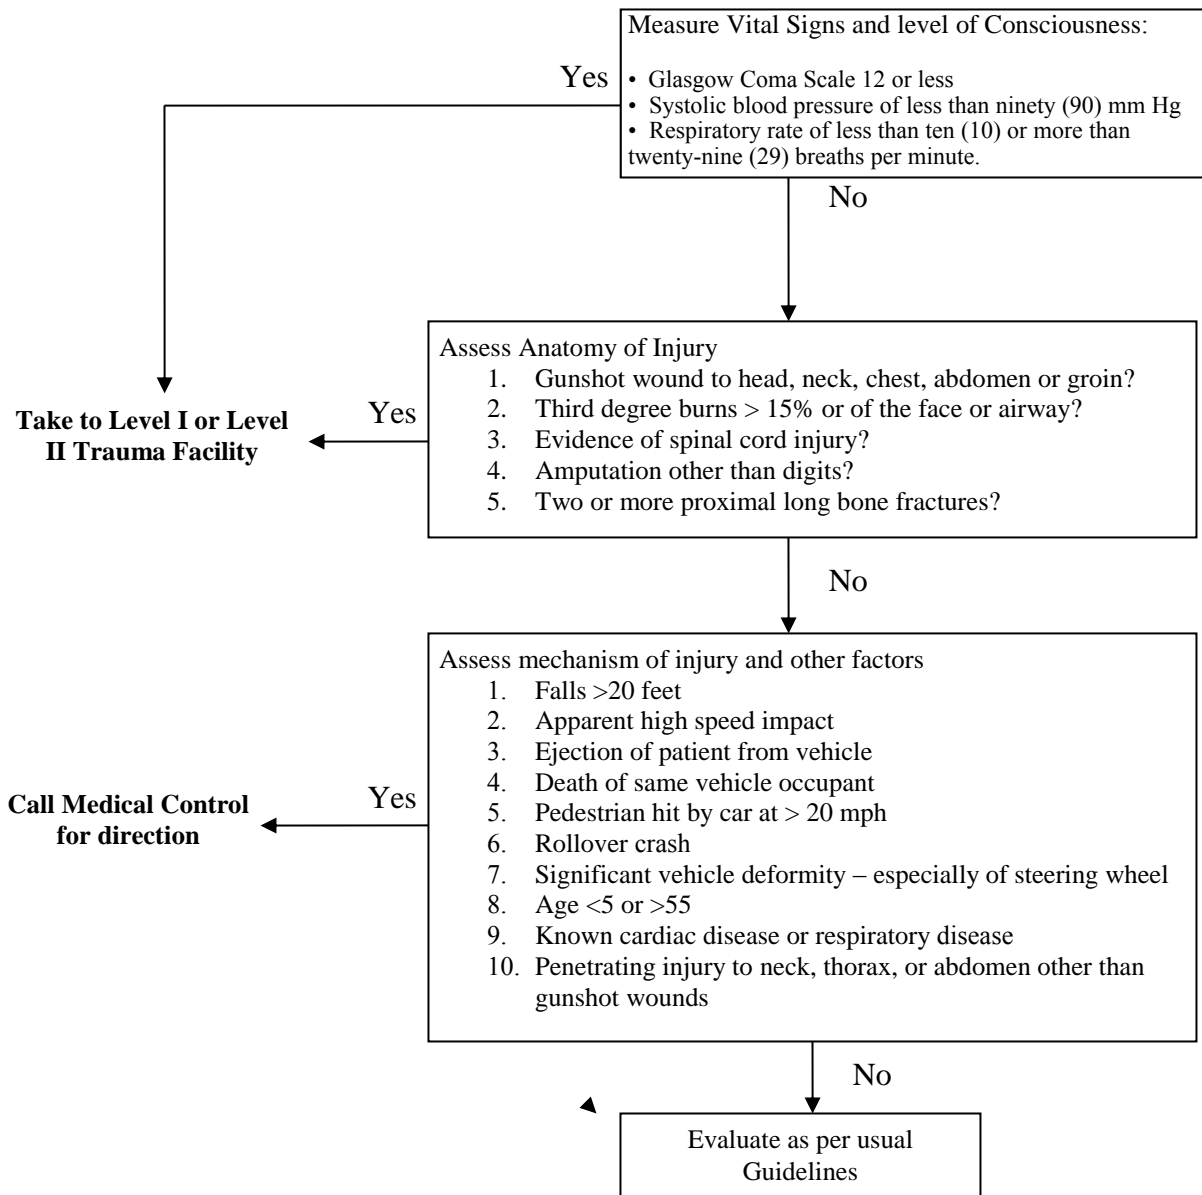 Measure Vital Signs and level of Consciousness:
Yes
• Glasgow Coma Scale 12 or less
• Systolic blood pressure of less than ninety (90) mm Hg
• Respiratory rate of less than ten (10) or more than
twenty-nine (29) breaths per minute.
No
Assess Anatomy of Injury
1. Gunshot wound to head, neck, chest, abdomen or groin?
2. Third degree burns > 15% or of the face or airway?
3. Evidence of spinal cord injury?
4. Amputation other than digits?
5. Two or more proximal long bone fractures?
Yes
Take to Level I or Level
II Trauma Facility
No
Assess mechanism of injury and other factors
1. Falls >20 feet
2. Apparent high speed impact
3. Ejection of patient from vehicle
4. Death of same vehicle occupant
5. Pedestrian hit by car at > 20 mph
6. Rollover crash
7. Significant vehicle deformity – especially of steering wheel
8. Age <5 or >55
9. Known cardiac disease or respiratory disease
10. Penetrating injury to neck, thorax, or abdomen other than
gunshot wounds
Yes
Call Medical Control
for direction
No
Evaluate as per usual
Guidelines